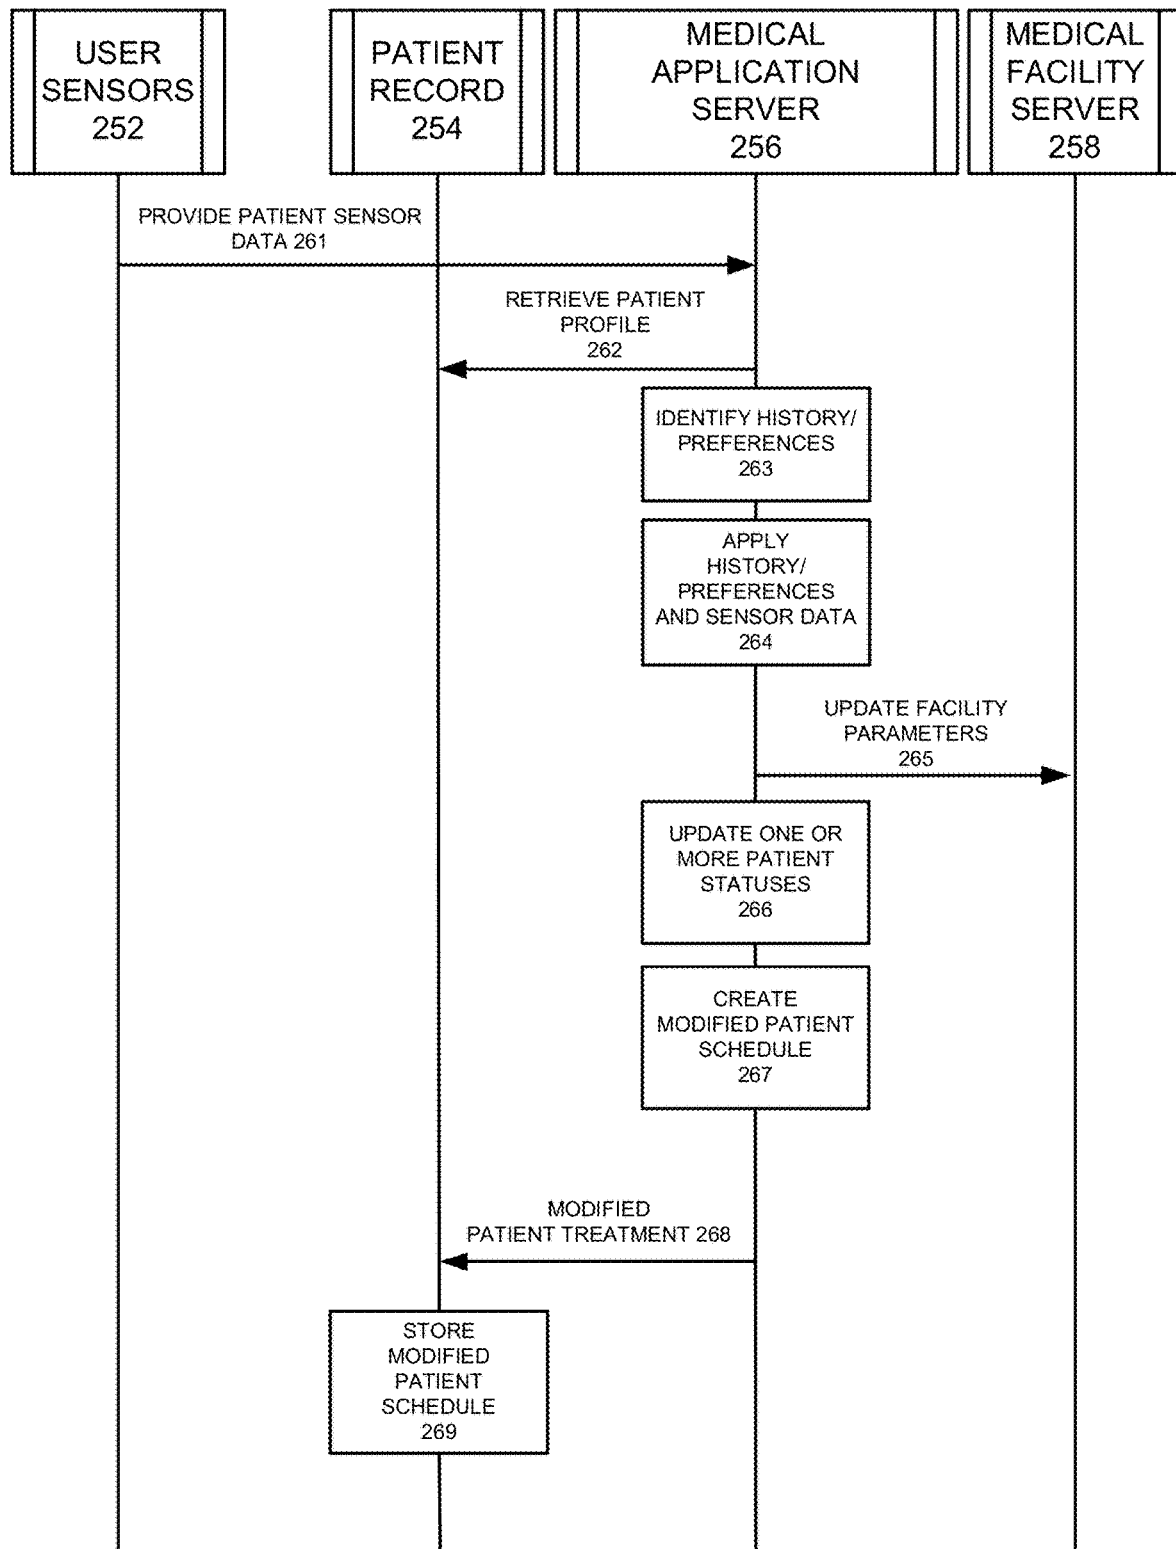 USER
SENSORS
252
PATIENT
RECORD
254
MEDICAL
APPLICATION
SERVER
256
MEDICAL
FACILITY
SERVER
258
PROVIDE PATIENT SENSOR
DATA 261
RETRIEVE PATIENT
PROFILE
262
IDENTIFY HISTORY/
PREFERENCES
263
APPLY
HISTORY/
PREFERENCES
AND SENSOR DATA
264
UPDATE FACILITY
PARAMETERS
265
UPDATE ONE OR
MORE PATIENT
STATUSES
266
CREATE
MODIFIED PATIENT
SCHEDULE
267
MODIFIED
PATIENT TREATMENT 268
STORE
MODIFIED
PATIENT
SCHEDULE
269